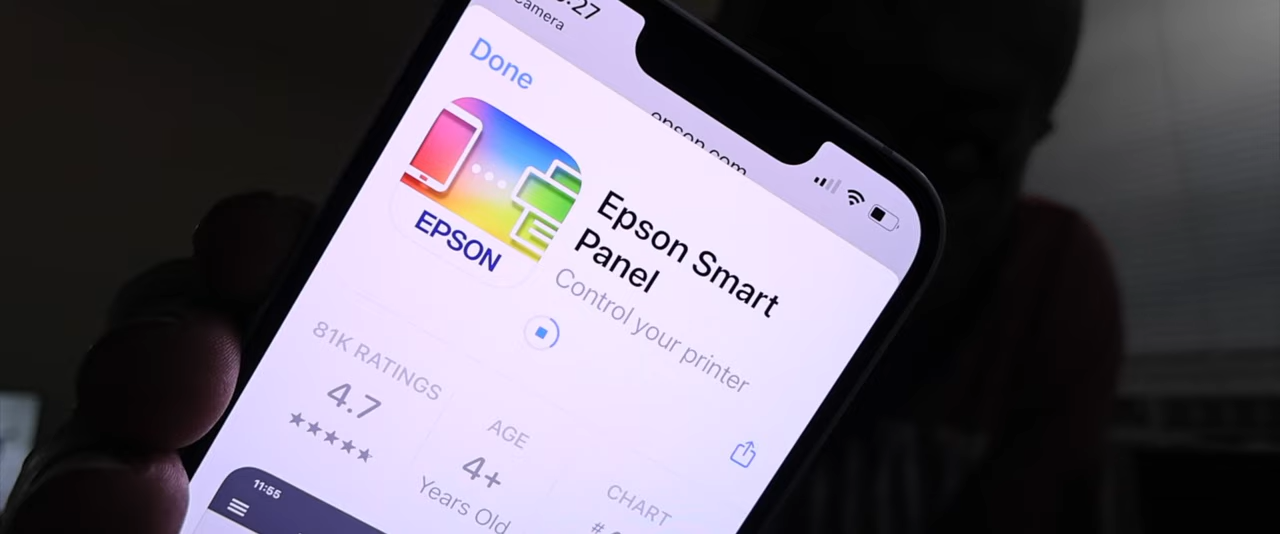 :27
Camera
Done
epson.com
EPSON
Epson Smart
Panel
Control your printer
81K RATINGS
4.7
★★★★★
AGE
4+
Years Old
CHART
#
11:55